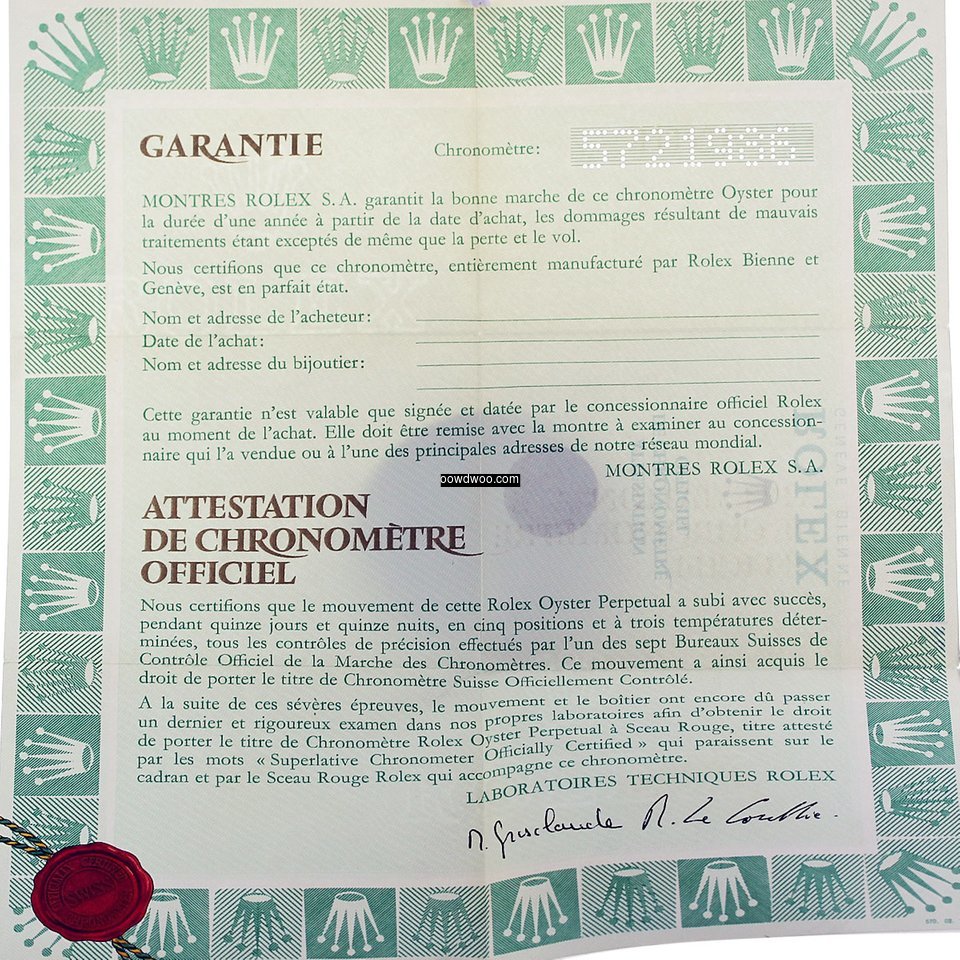 GARANTIE
Chronomètre: 5721986
MONTRES ROLEX S.A. garantit la bonne marche de ce chronomètre Oyster pour
la durée d'une année à partir de la date d'achat, les dommages résultant de mauvais
traitements étant exceptés de même que la perte et le vol.
Nous certifions que ce chronomètre, entièrement manufacturé par Rolex Bienne et
Genève, est en parfait état.
Nom et adresse de l'acheteur:
Date de l'achat:
Nom et adresse du bijoutier:
Cette garantie n'est valable que signée et datée par le concessionnaire officiel Rolex
au moment de l'achat. Elle doit être remise avec la montre à examiner au concession-
naire qui l'a vendue ou à l'une des principales adresses de notre réseau mondial.
MONTRES ROLEX S.A.
oowdwoo.com
ATTESTATION
DE CHRONOMÈTRE
OFFICIEL
Nous certifions que le mouvement de cette Rolex Oyster Perpetual a subi avec succès,
pendant quinze jours et quinze nuits, en cinq positions et à trois températures déter-
minées, tous les contrôles de précision effectués par l'un des sept Bureaux Suisses de
Contrôle Officiel de la Marche des Chronomètres. Ce mouvement a ainsi acquis le
droit de porter le titre de Chronomètre Suisse Officiellement Contrôlé.
A la suite de ces sévères épreuves, le mouvement et le boîtier ont encore dû passer
un dernier et rigoureux examen dans nos propres laboratoires afin d'obtenir le droit
de porter le titre de Chronomètre Rolex Oyster Perpetual à Sceau Rouge, titre attesté
par les mots « Superlative Chronometer Officially Certified » qui paraissent sur le
cadran et par le Sceau Rouge Rolex qui accompagne ce chronomètre.
LABORATOIRES TECHNIQUES ROLEX
SWISS